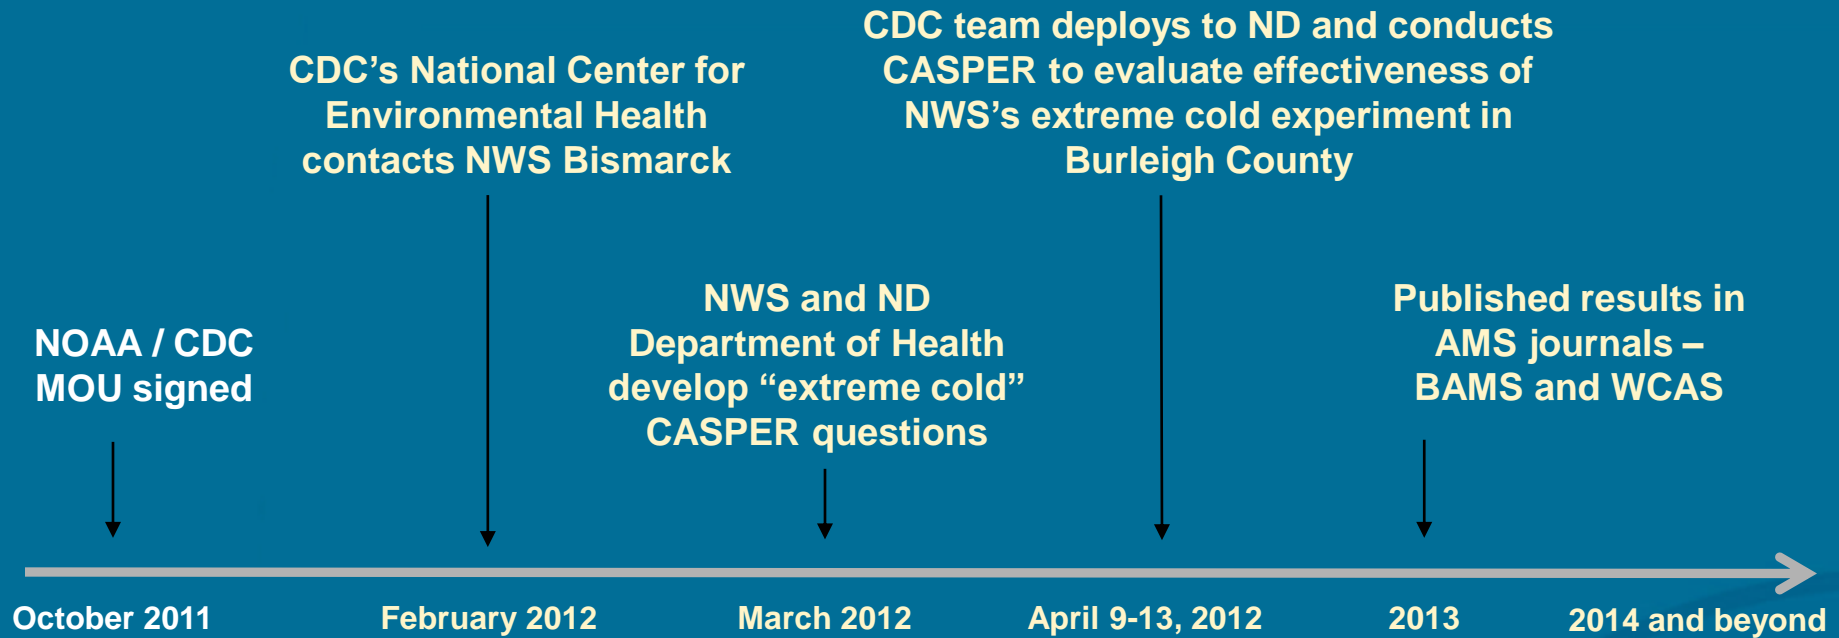 NOAA / CDC
MOU signed
CDC's National Center for
Environmental Health
contacts NWS Bismarck
NWS and ND
Department of Health
develop “extreme cold”
CASPER questions
CDC team deploys to ND and conducts
CASPER to evaluate effectiveness of
NWS's extreme cold experiment in
Burleigh County
Published results in
AMS journals –
BAMS and WCAS
October 2011
February 2012
March 2012
April 9-13, 2012
2013
2014 and beyond